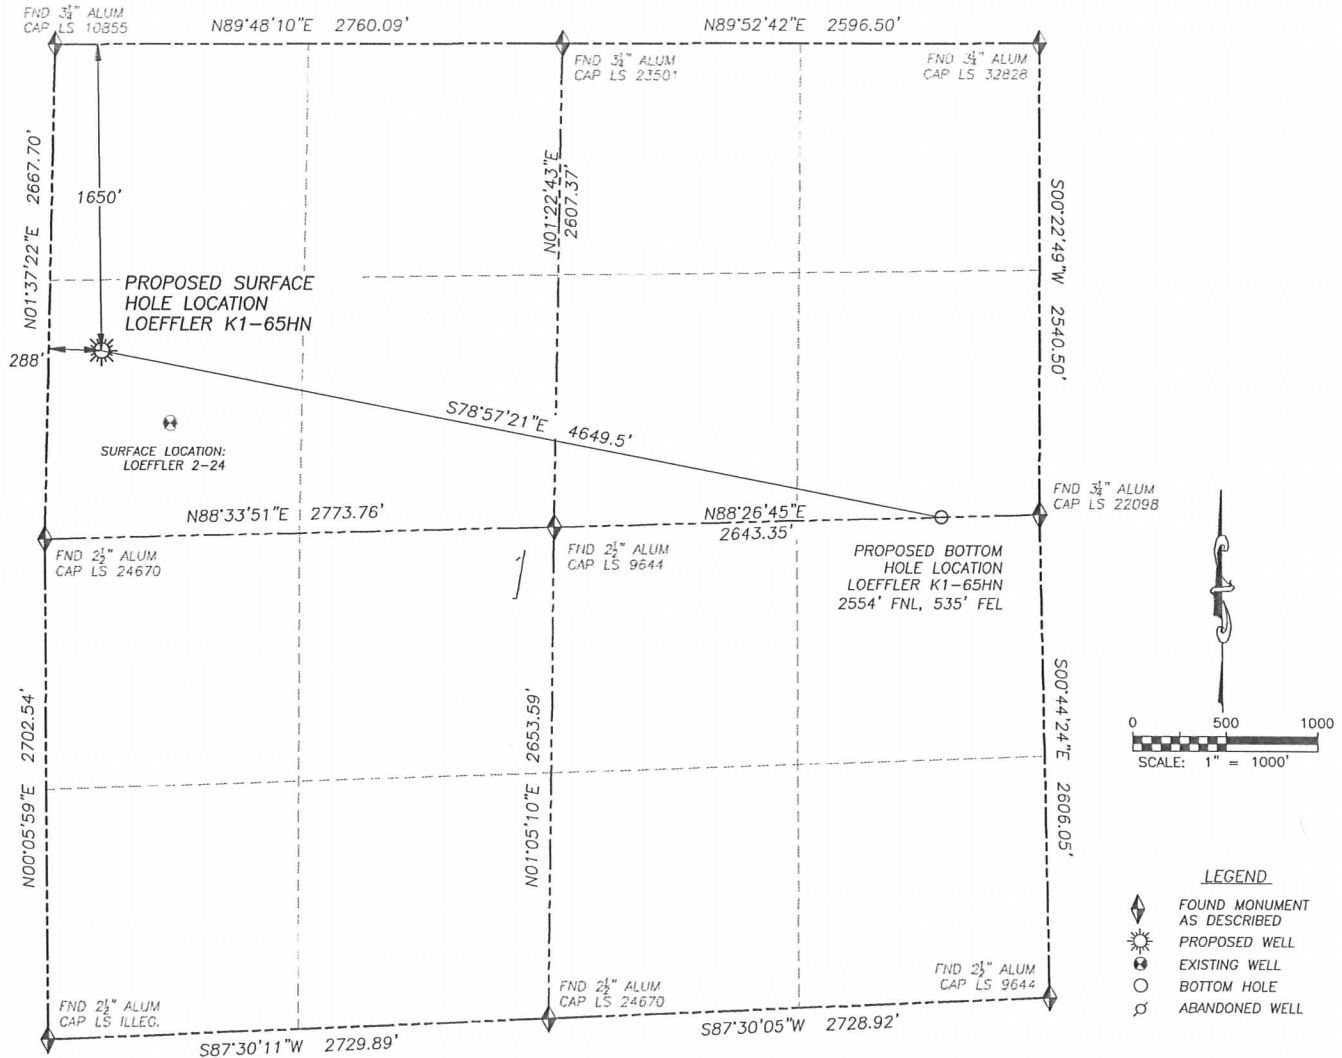 FND 3¼" ALUM
CAP LS 10855
N89°48'10"E 2760.09'
N89°52'42"E 2596.50'
FND 3¼" ALUM
CAP LS 23501
FND 3¼" ALUM
CAP LS 32828
N01°37'22"E 2667.70'
1650'
N01°22'43"E
2607.37'
S00°22'49"W 2540.50'
PROPOSED SURFACE
HOLE LOCATION
LOEFFLER K1-65HN
288'
S78°57'21"E 4649.5'
SURFACE LOCATION:
LOEFFLER 2-24
N88°33'51"E 2773.76'
N88°26'45"E
2643.35'
FND 3¼" ALUM
CAP LS 22098
FND 2½" ALUM
CAP LS 24670
FND 2½" ALUM
CAP LS 9644
1
PROPOSED BOTTOM
HOLE LOCATION
LOEFFLER K1-65HN
2554' FNL, 535' FEL
N00°05'59"E 2702.54'
N01°05'10"E 2653.59'
S00°44'24"E 2606.05'
0 500 1000
SCALE: 1" = 1000'
FND 2½" ALUM
CAP LS ILLEG.
FND 2½" ALUM
CAP LS 24670
FND 2½" ALUM
CAP LS 9644
S87°30'11"W 2729.89'
S87°30'05"W 2728.92'
LEGEND
FOUND MONUMENT
AS DESCRIBED
PROPOSED WELL
EXISTING WELL
BOTTOM HOLE
ABANDONED WELL